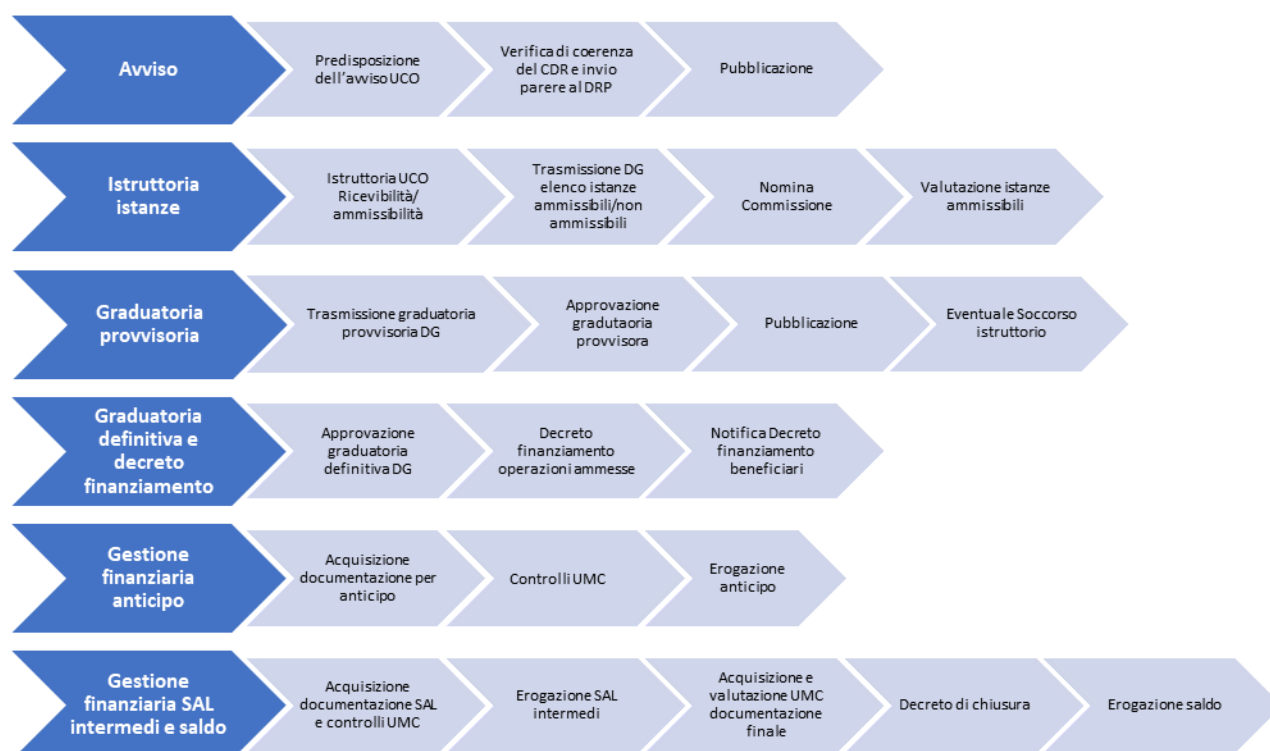 Avviso
Predisposizione
dell'avviso UCO
Verifica di coerenza
del CDR e invio
parere al DRP
Pubblicazione
Istruttoria
istanze
Istruttoria UCO
Ricevibilità/
ammissibilità
Trasmissione DG
elenco istanze
ammissibili/non
ammissibili
Nomina
Commissione
Valutazione istanze
ammissibili
Graduatoria
provvisoria
Trasmissione graduatoria
provvisoria DG
Approvazione
gradutaoria
provvisora
Pubblicazione
Eventuale Soccorso
istruttorio
Graduatoria
definitiva e
decreto
finanziamento
Approvazione
graduatoria
definitiva DG
Decreto
finanziamento
operazioni ammesse
Notifica Decreto
finanziamento
beneficiari
Gestione
finanziaria
anticipo
Acquisizione
documentazione per
anticipo
Controlli UMC
Erogazione
anticipo
Gestione
finanziaria SAL
intermedi e saldo
Acquisizione
documentazione SAL
e controlli UMC
Erogazione SAL
intermedi
Acquisizione e
valutazione UMC
documentazione
finale
Decreto di chiusura
Erogazione saldo